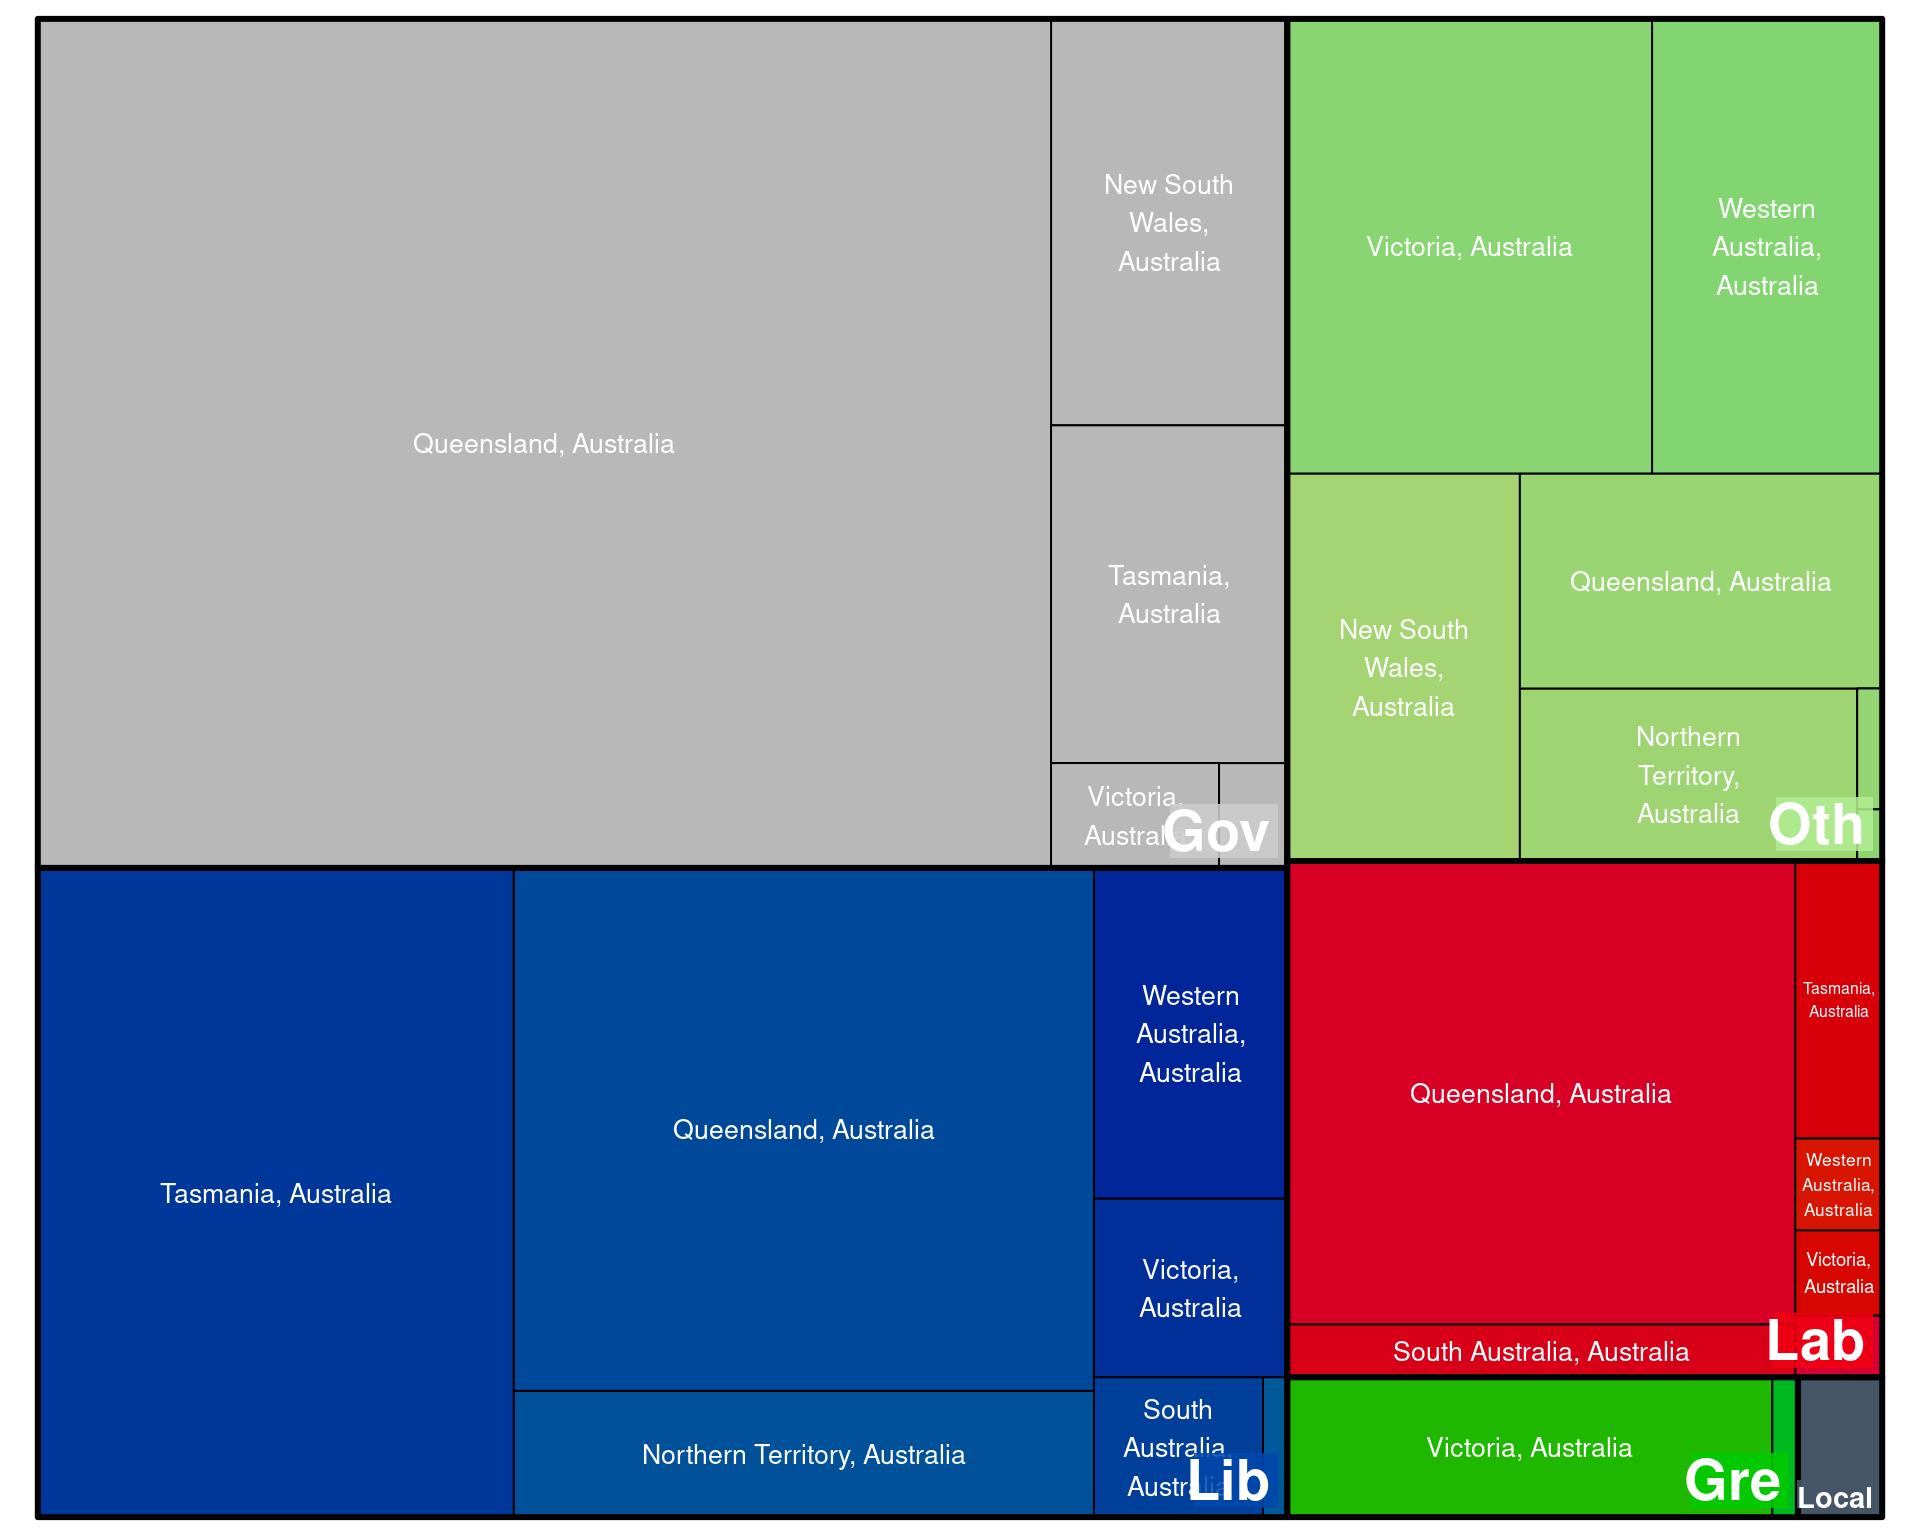 Queensland, Australia
New South
Wales,
Australia
Tasmania,
Australia
Victoria,
Australia
Gov
Victoria, Australia
Western
Australia,
Australia
New South
Wales,
Australia
Queensland, Australia
Northern
Territory,
Australia
Oth
Tasmania, Australia
Queensland, Australia
Northern Territory, Australia
Western
Australia,
Australia
Victoria,
Australia
South
Australia,
Australia
Lib
Queensland, Australia
Tasmania,
Australia
Western
Australia,
Australia
Victoria,
Australia
South Australia, Australia
Lab
Victoria, Australia
Gre
Local